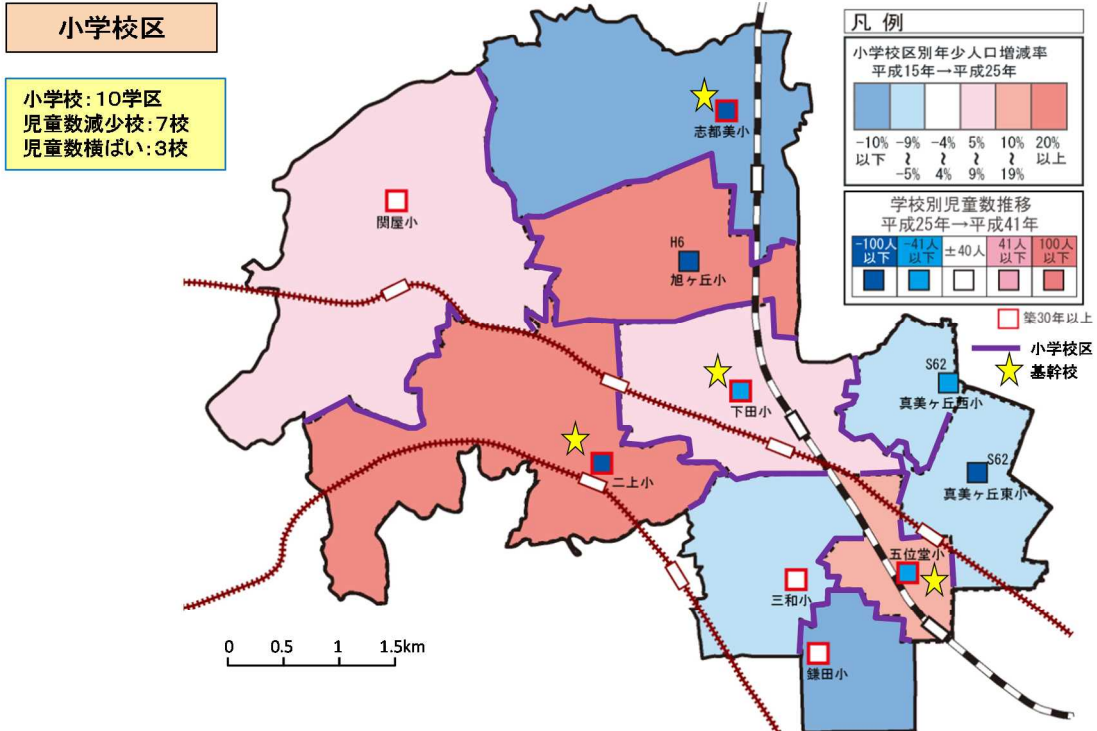 小学校区
小学校：10学区
児童数減少校：7校
児童数横ばい：3校
凡 例
小学校区別年少人口増減率
平成15年→平成25年
-10%以下
-9%～-5%
-4%～4%
5%～9%
10%～19%
20%以上
学校別児童数推移
平成25年→平成41年
-100人以下
-41人以下
±40人
41人以下
100人以下
築30年以上
小学校区
基幹校
志都美小
関屋小
H6
旭ヶ丘小
下田小
S62
真美ヶ丘西小
二上小
S62
真美ヶ丘東小
五位堂小
三和小
鎌田小
0 0.5 1 1.5km